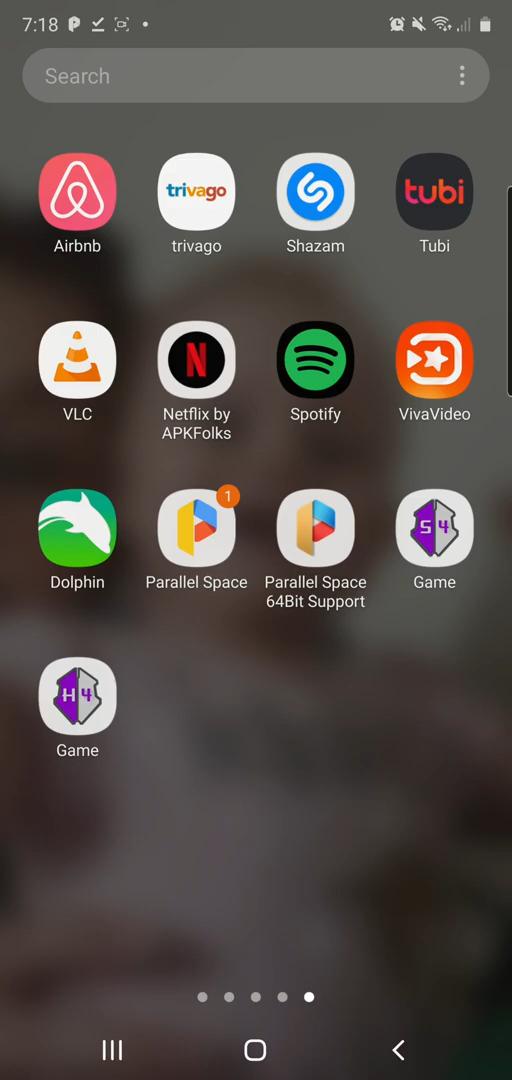 7:18
Search
trivago
tubi
Airbnb
trivago
Shazam
Tubi
N
VLC
Netflix by
APKFolks
Spotify
VivaVideo
1
S 4
Dolphin
Parallel Space
Parallel Space
64Bit Support
Game
H 4
Game